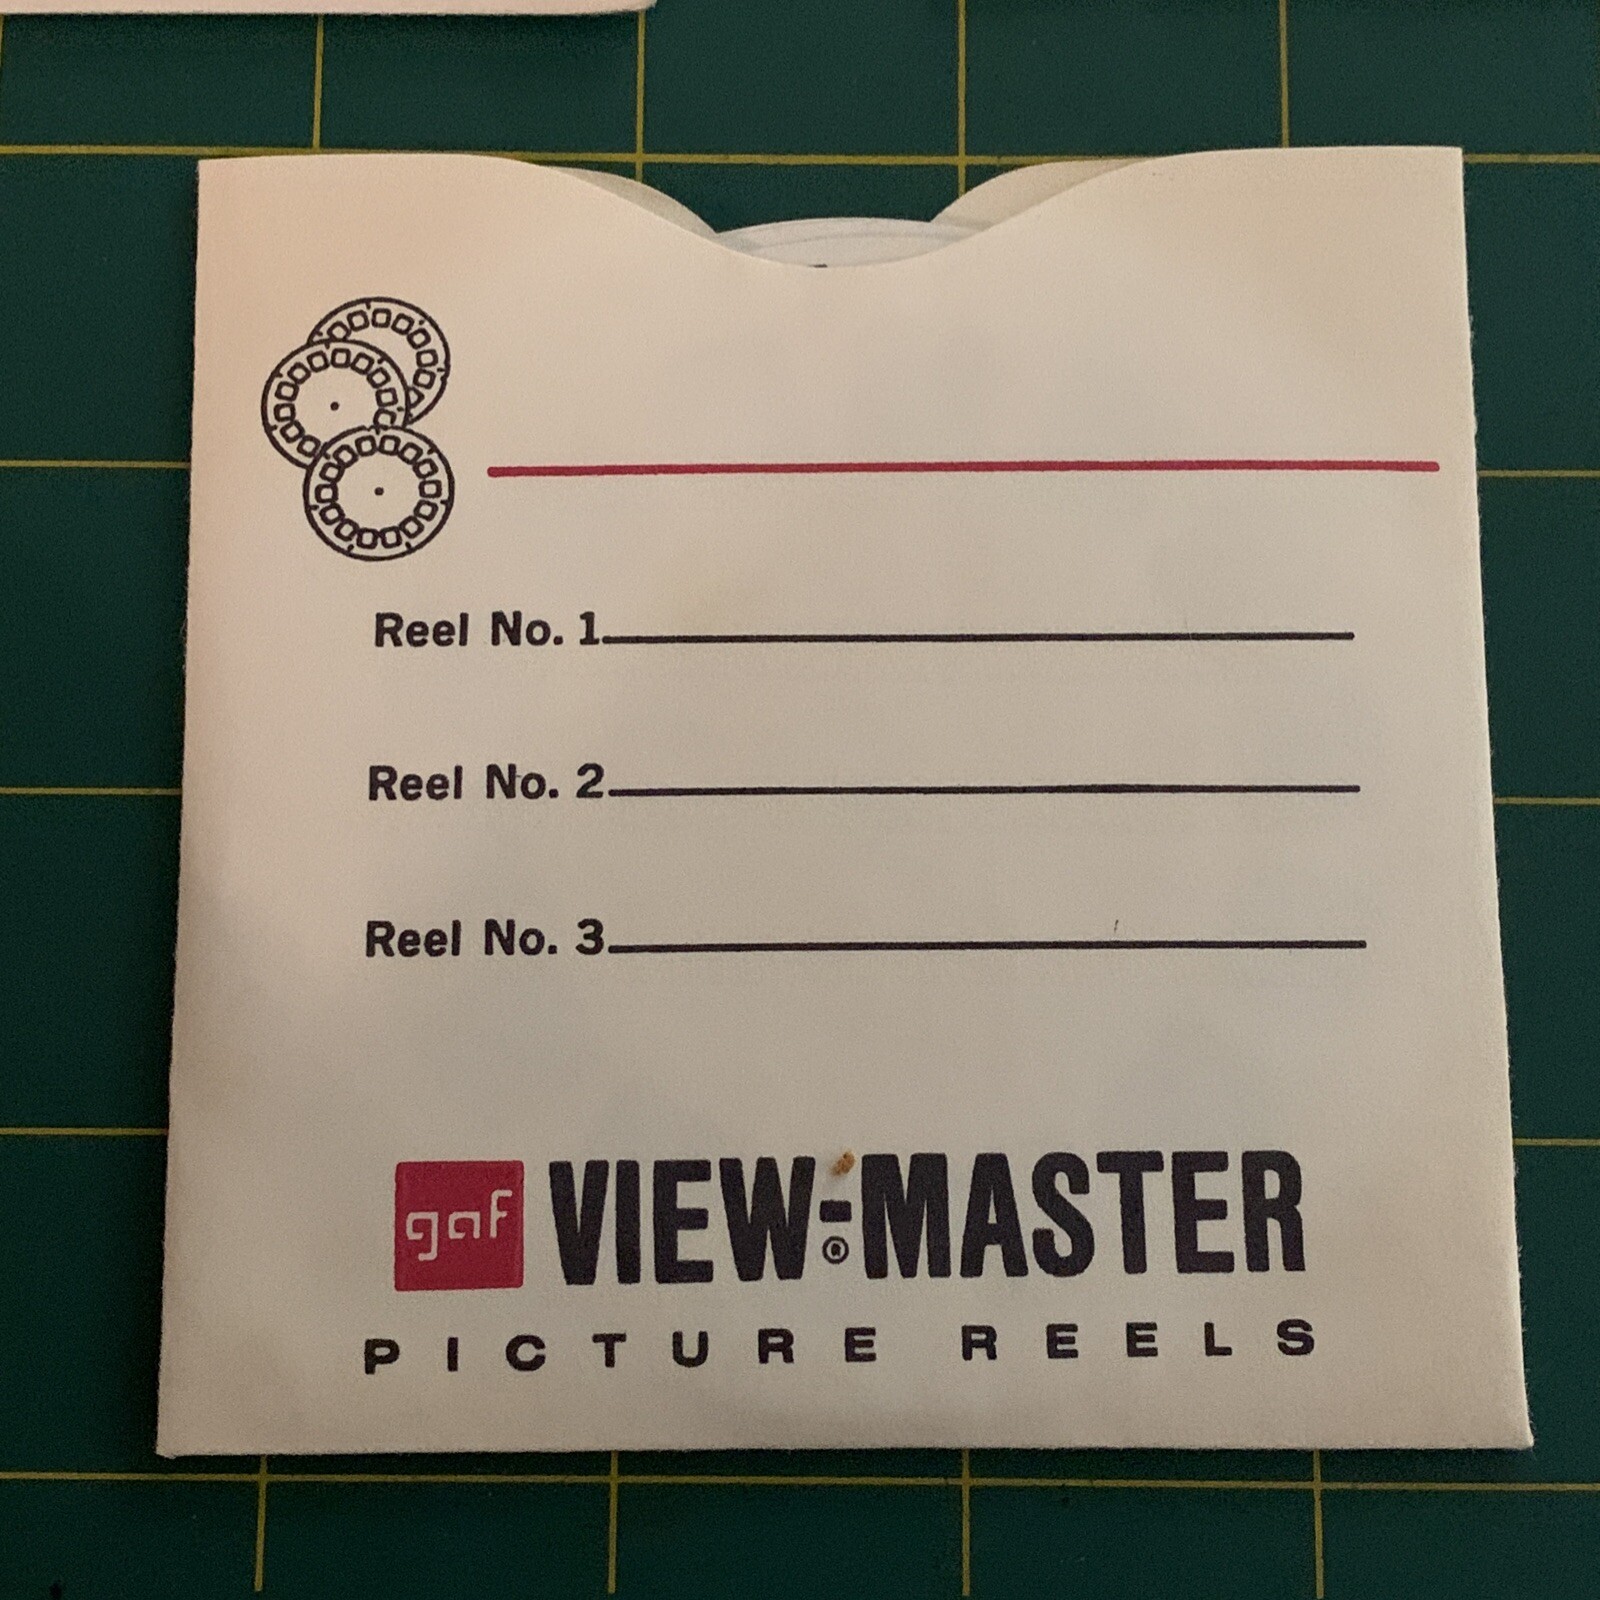 Reel No. 1
Reel No. 2
Reel No. 3
gaf VIEW-MASTER ®
PICTURE REELS